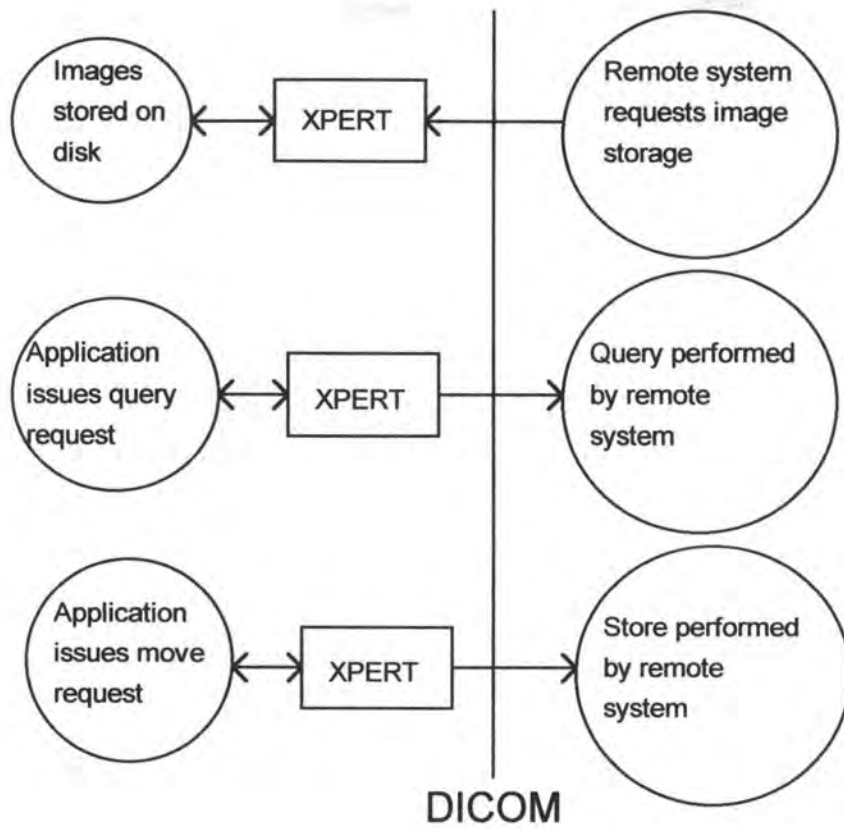 Images
stored on
disk
XPERT
Remote system
requests image
storage
Application
issues query
request
XPERT
Query performed
by remote
system
Application
issues move
request
XPERT
Store performed
by remote
system
DICOM